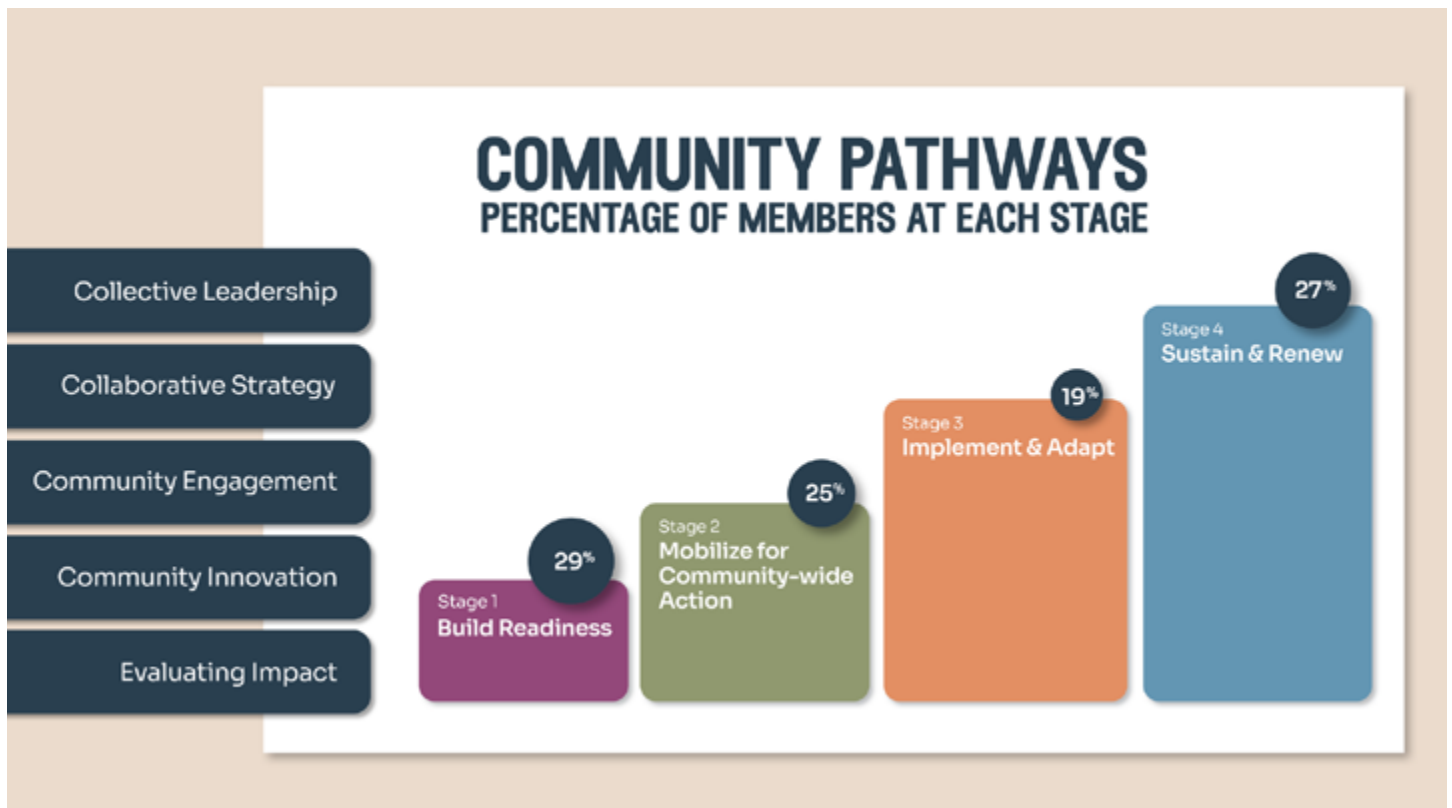 COMMUNITY PATHWAYS
PERCENTAGE OF MEMBERS AT EACH STAGE
Collective Leadership
Collaborative Strategy
Community Engagement
Community Innovation
Evaluating Impact
29%
Stage 1
Build Readiness
25%
Stage 2
Mobilize for
Community-wide
Action
19%
Stage 3
Implement & Adapt
27%
Stage 4
Sustain & Renew